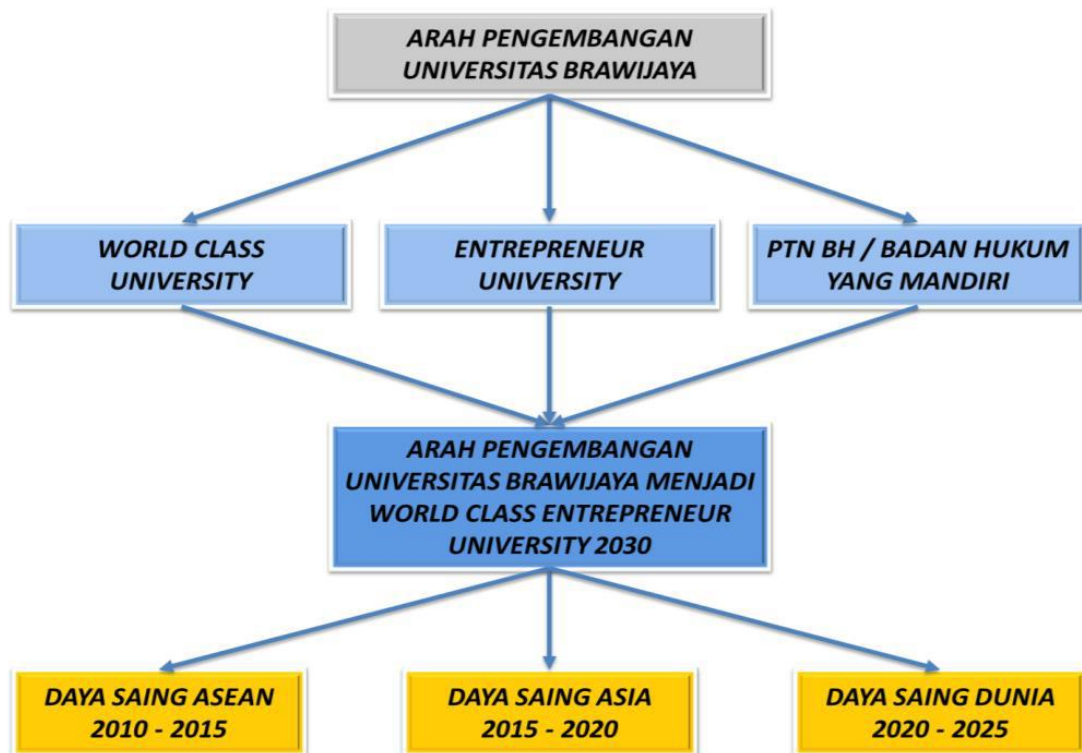 ARAH PENGEMBANGAN
UNIVERSITAS BRAWIJAYA
WORLD CLASS
UNIVERSITY
ENTREPRENEUR
UNIVERSITY
PTN BH / BADAN HUKUM
YANG MANDIRI
ARAH PENGEMBANGAN
UNIVERSITAS BRAWIJAYA MENJADI
WORLD CLASS ENTREPRENEUR
UNIVERSITY 2030
DAYA SAING ASEAN
2010 - 2015
DAYA SAING ASIA
2015 - 2020
DAYA SAING DUNIA
2020 - 2025